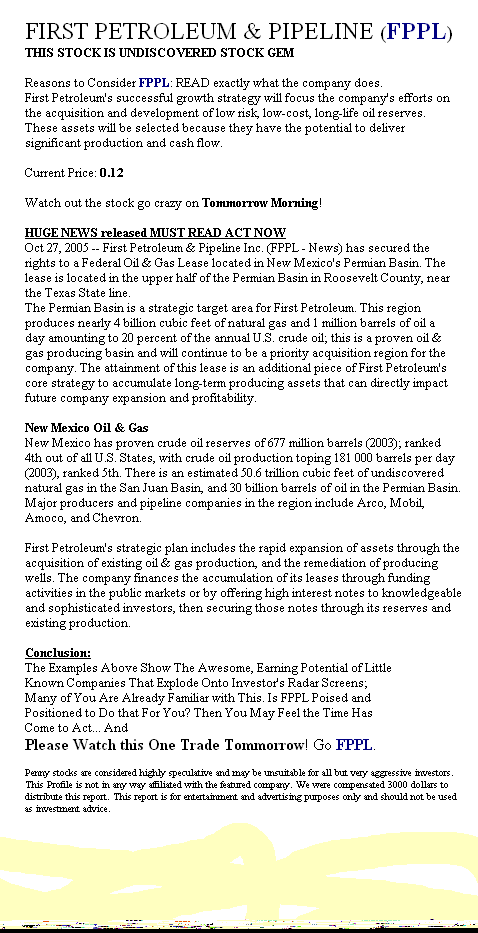 FIRST PETROLEUM & PIPELINE (FPPL)
THIS STOCK IS UNDISCOVERED STOCK GEM
Reasons to Consider FPPL: READ exactly what the company does.
First Petroleum's successful growth strategy will focus the company's efforts on
the acquisition and development of low risk, low-cost, long-life oil reserves.
These assets will be selected because they have the potential to deliver
significant production and cash flow.
Current Price: 0.12
Watch out the stock go crazy on Tommorrow Morning!
HUGE NEWS released MUST READ ACT NOW
Oct 27, 2005 -- First Petroleum & Pipeline Inc. (FPPL - News) has secured the
rights to a Federal Oil & Gas Lease located in New Mexico's Permian Basin. The
lease is located in the upper half of the Permian Basin in Roosevelt County, near
the Texas State line.
The Permian Basin is a strategic target area for First Petroleum. This region
produces nearly 4 billion cubic feet of natural gas and 1 million barrels of oil a
day amounting to 20 percent of the annual U.S. crude oil; this is a proven oil &
gas producing basin and will continue to be a priority acquisition region for the
company. The attainment of this lease is an additional piece of First Petroleum's
core strategy to accumulate long-term producing assets that can directly impact
future company expansion and profitability.
New Mexico Oil & Gas
New Mexico has proven crude oil reserves of 677 million barrels (2003); ranked
4th out of all U.S. States, with crude oil production toping 181 000 barrels per day
(2003), ranked 5th. There is an estimated 50.6 trillion cubic feet of undiscovered
natural gas in the San Juan Basin, and 30 billion barrels of oil in the Permian Basin.
Major producers and pipeline companies in the region include Arco, Mobil,
Amoco, and Chevron.
First Petroleum's strategic plan includes the rapid expansion of assets through the
acquisition of existing oil & gas production, and the remediation of producing
wells. The company finances the accumulation of its leases through funding
activities in the public markets or by offering high interest notes to knowledgeable
and sophisticated investors, then securing those notes through its reserves and
existing production.
Conclusion:
The Examples Above Show The Awesome, Earning Potential of Little
Known Companies That Explode Onto Investor's Radar Screens;
Many of You Are Already Familiar with This. Is FPPL Poised and
Positioned to Do that For You? Then You May Feel the Time Has
Come to Act... And
Please Watch this One Trade Tommorrow! Go FPPL.
Penny stocks are considered highly speculative and may be unsuitable for all but very aggressive investors.
This Profile is not in any way affiliated with the featured company. We were compensated 3000 dollars to
distribute this report. This report is for entertainment and advertising purposes only and should not be used
as investment advice.